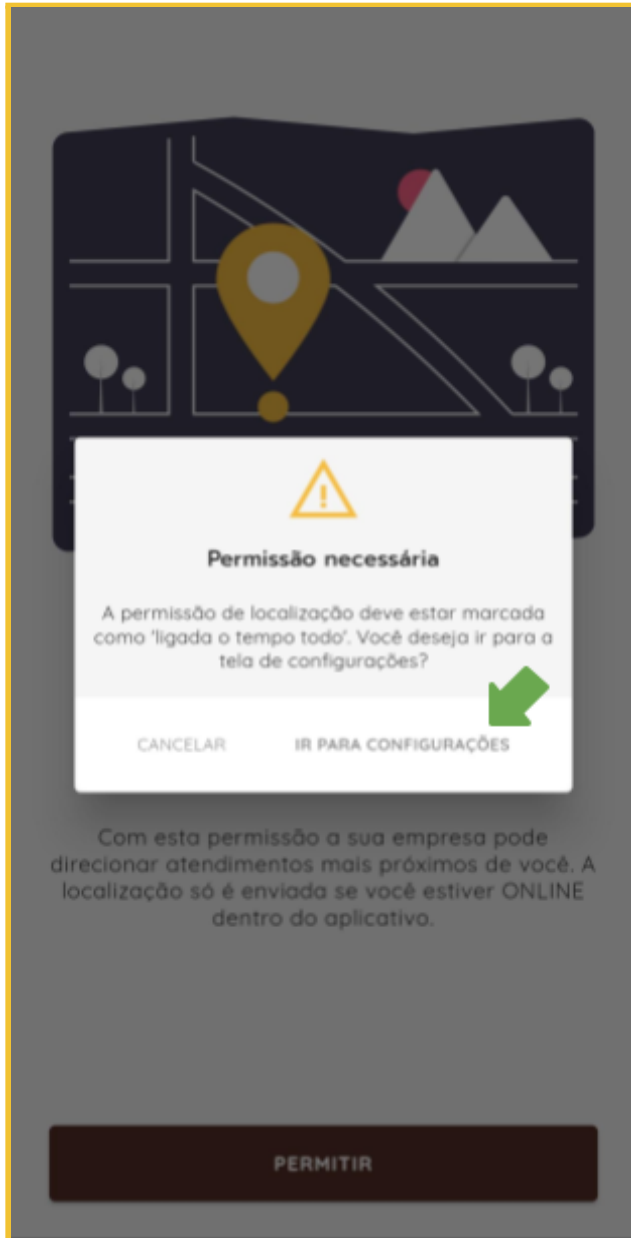 Permissão necessária
A permissão de localização deve estar marcada
como 'ligada o tempo todo'. Você deseja ir para a
tela de configurações?
CANCELAR IR PARA CONFIGURAÇÕES
Com esta permissão a sua empresa pode
direcionar atendimentos mais próximos de você. A
localização só é enviada se você estiver ONLINE
dentro do aplicativo.
PERMITIR